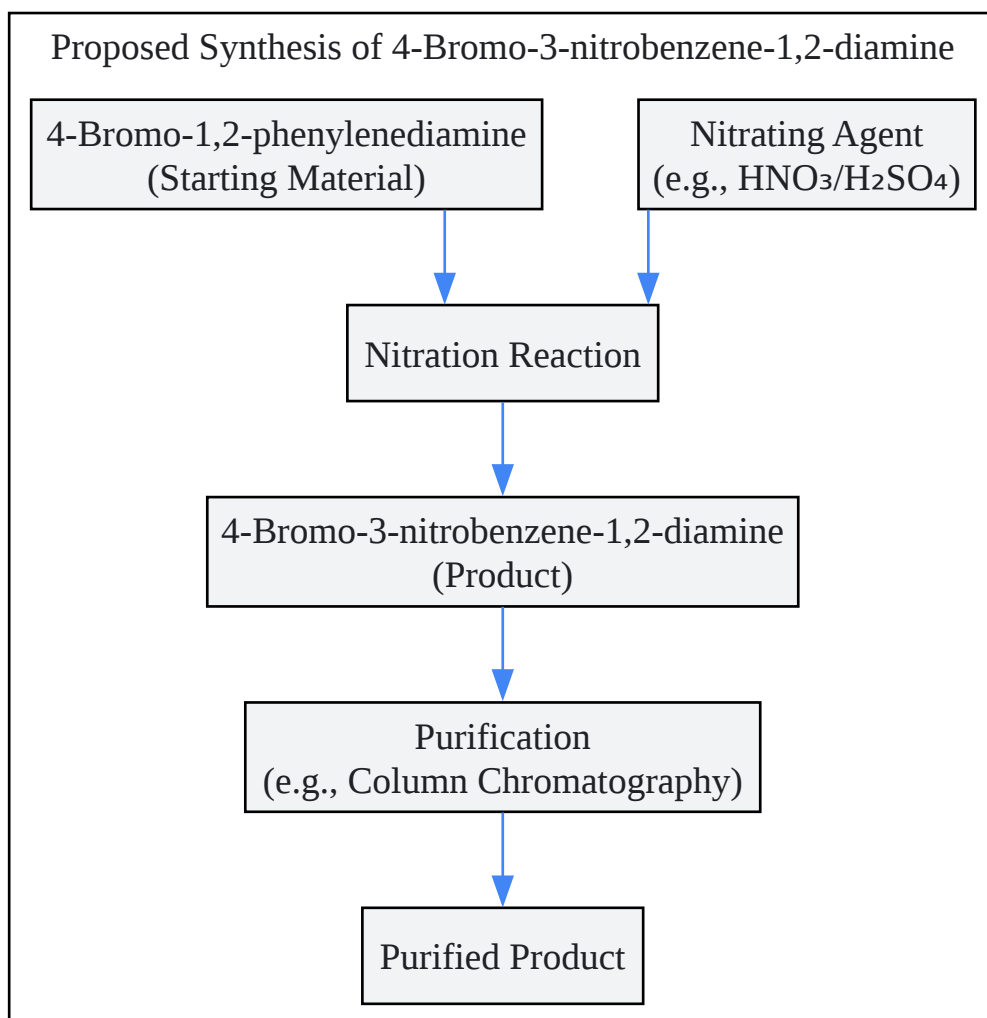 Proposed Synthesis of 4-Bromo-3-nitrobenzene-1,2-diamine
4-Bromo-1,2-phenylenediamine
(Starting Material)
Nitrating Agent
(e.g., HNO₃/H₂SO₄)
Nitration Reaction
4-Bromo-3-nitrobenzene-1,2-diamine
(Product)
Purification
(e.g., Column Chromatography)
Purified Product